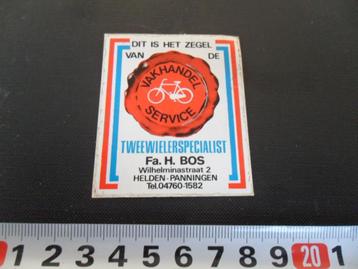 DIT IS HET ZEGEL
VAN DE
VAKHANDEL
SERVICE
TWEEWIELERSPECIALIST
Fa. H. BOS
Wilhelminastraat 2
HELDEN-PANNINGEN
Tel.04760-1582
1 2 3 4 5 6 7 8 9 20 1